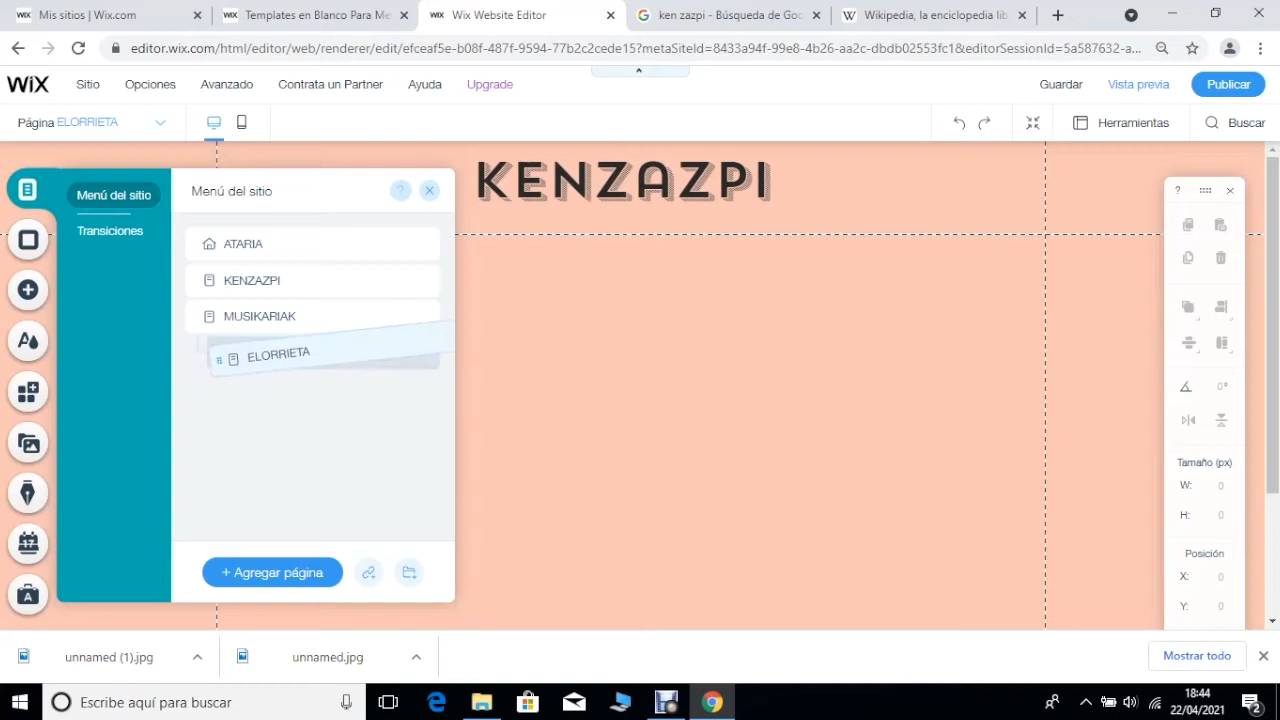 Mis sitios | Wix.com
Templates en Blanco Para Me
Wix Website Editor
ken zazpi - Búsqueda de Goo
Wikipedia, la enciclopedia lib
editor.wix.com/html/editor/web/renderer/edit/efceaf5e-b08f-487f-9594-77b2c2cede15?metaSiteId=8433a94f-99e8-4b26-aa2c-dbdb02553fc1&editorSessionId=5a587632-a...
WiX Sitio Opciones Avanzado Contrata un Partner Ayuda Upgrade Guardar Vista previa Publicar
Página ELORRIETA Herramientas Buscar
KENZAZPI
Menú del sitio
Transiciones
Menú del sitio
?
ATARIA
KENZAZPI
MUSIKARIAK
ELORRIETA
+ Agregar página
?
0°
Tamaño (px)
W: 0
H: 0
Posición
X: 0
Y: 0
17
A
unnamed (1).jpg
unnamed.jpg
Mostrar todo
Escribe aquí para buscar
18:44
22/04/2021
2